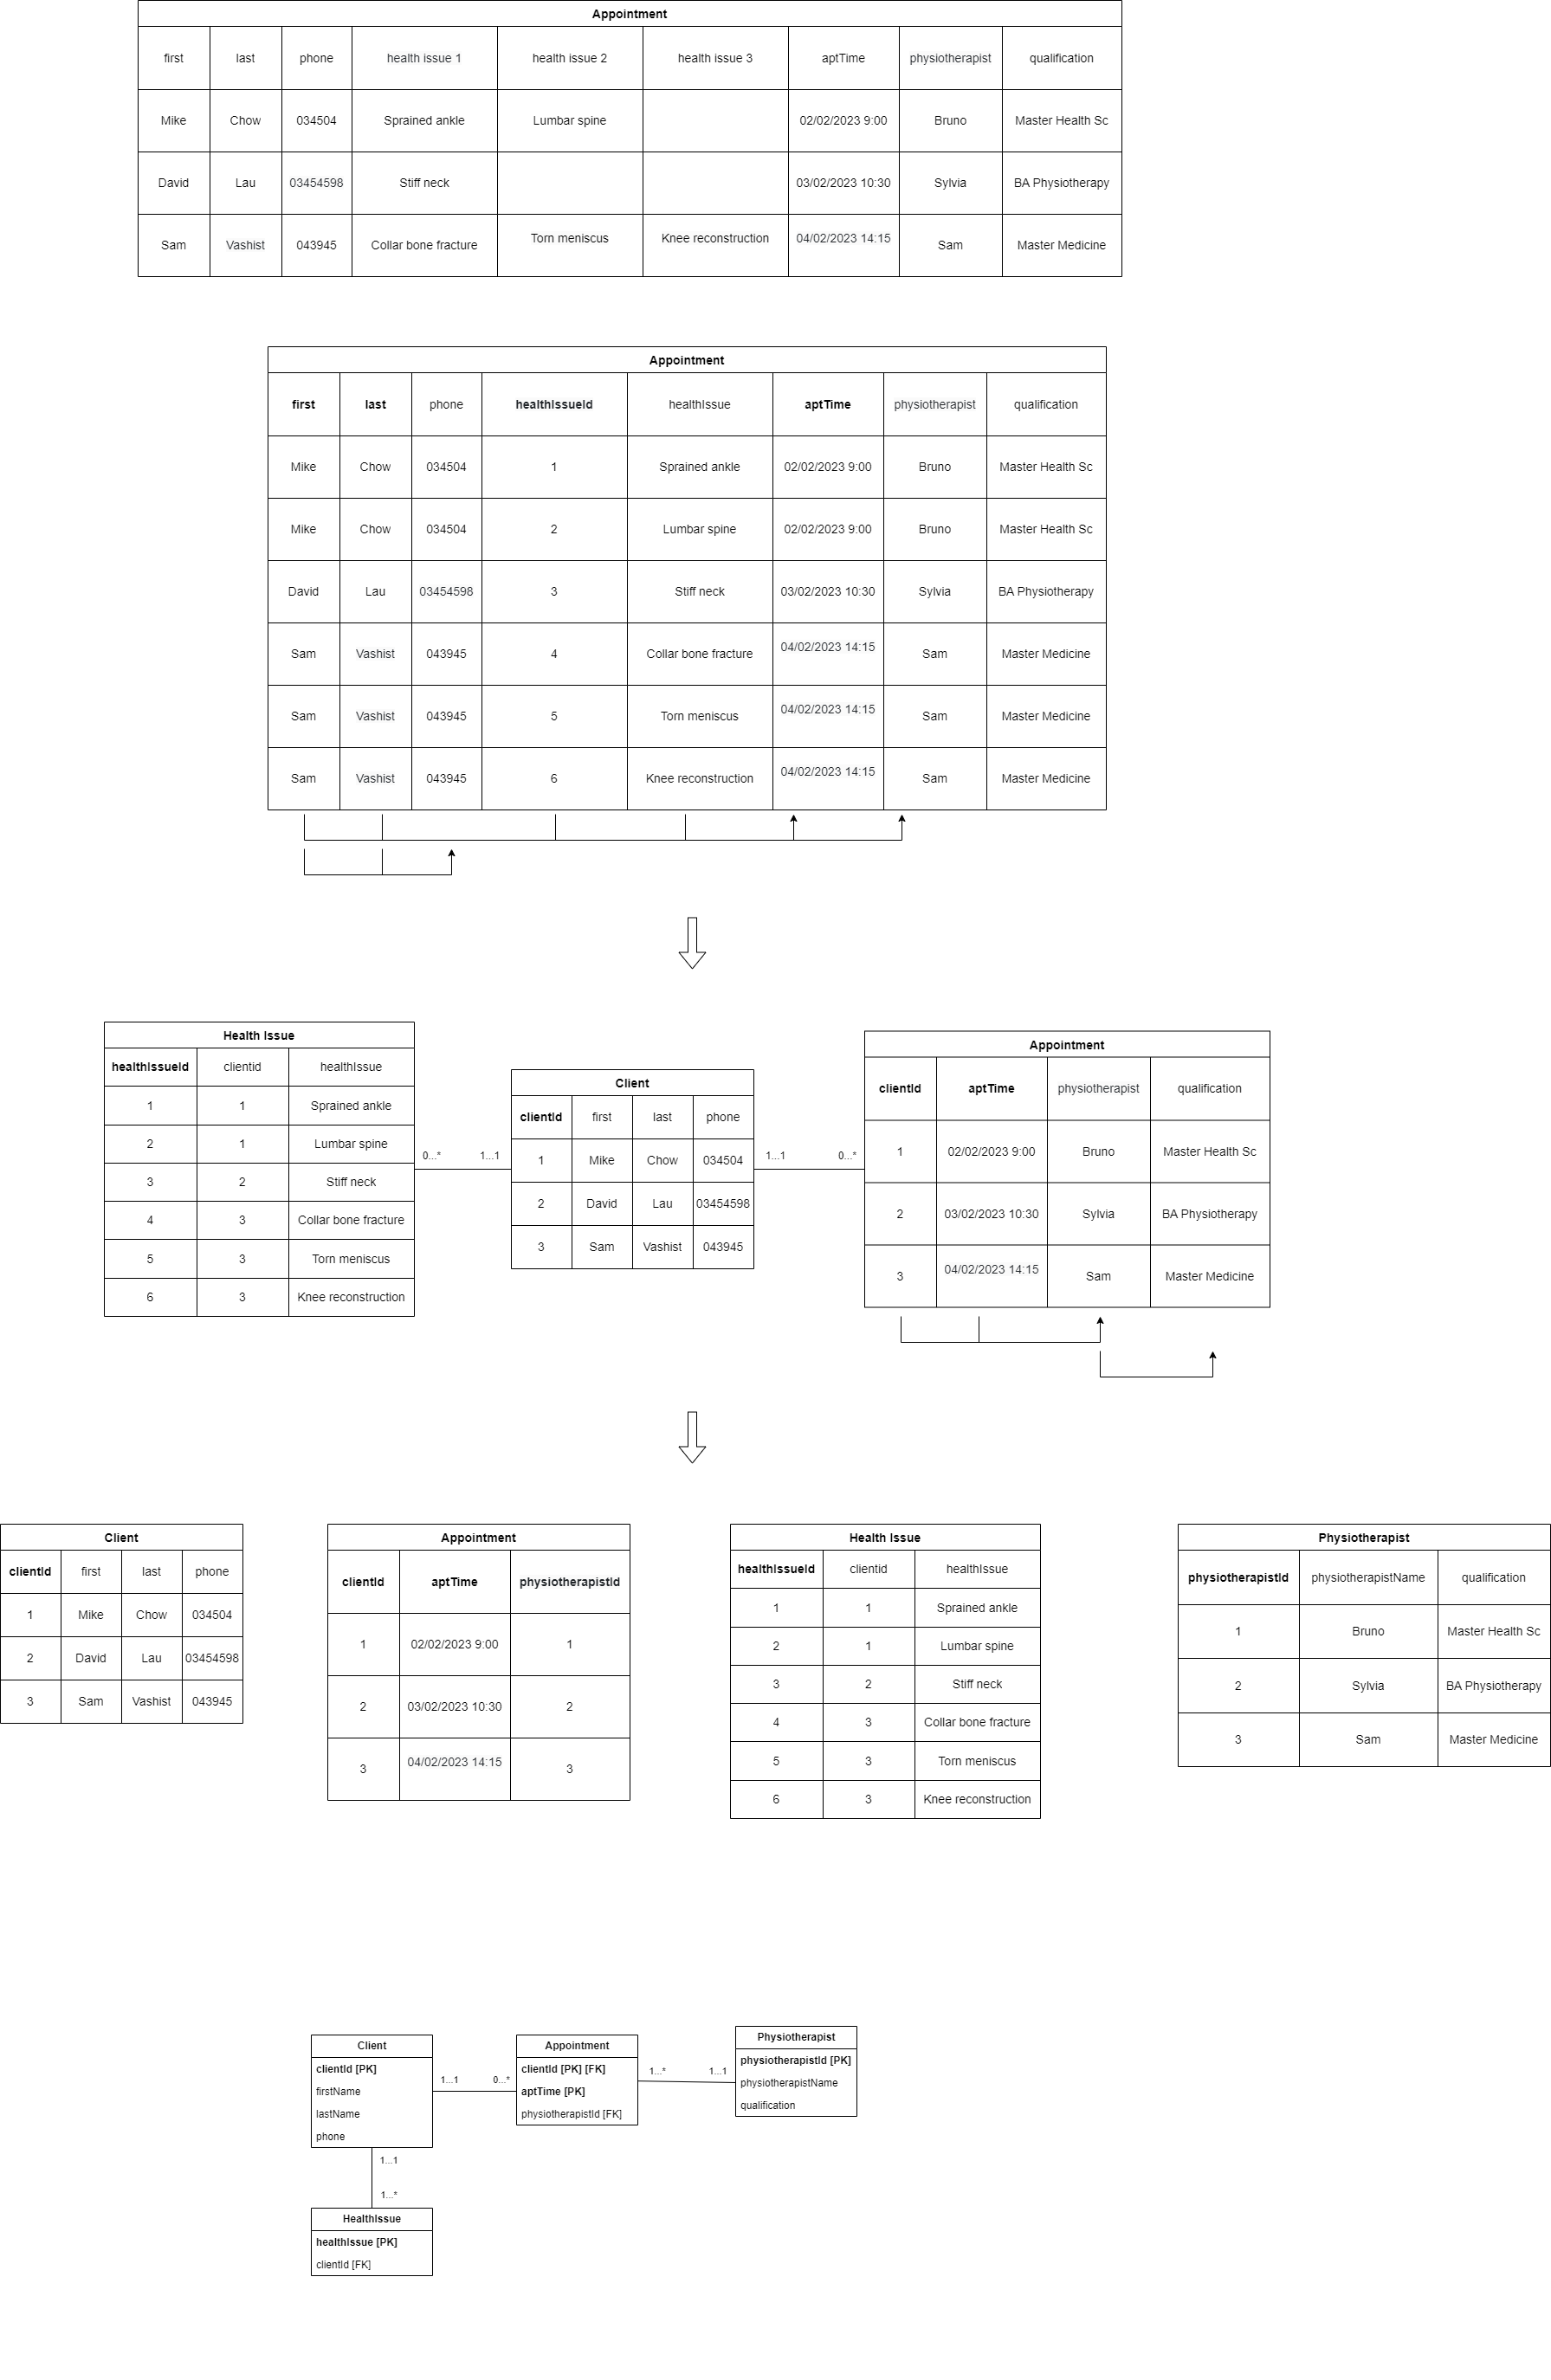 Appointment
first last phone health issue 1 health issue 2 health issue 3 aptTime physiotherapist qualification
Mike Chow 034504 Sprained ankle Lumbar spine 02/02/2023 9:00 Bruno Master Health Sc
David Lau 03454598 Stiff neck 03/02/2023 10:30 Sylvia BA Physiotherapy
Sam Vashist 043945 Collar bone fracture Torn meniscus Knee reconstruction 04/02/2023 14:15 Sam Master Medicine
Appointment
first last phone healthIssueId healthIssue aptTime physiotherapist qualification
Mike Chow 034504 1 Sprained ankle 02/02/2023 9:00 Bruno Master Health Sc
Mike Chow 034504 2 Lumbar spine 02/02/2023 9:00 Bruno Master Health Sc
David Lau 03454598 3 Stiff neck 03/02/2023 10:30 Sylvia BA Physiotherapy
Sam Vashist 043945 4 Collar bone fracture 04/02/2023 14:15 Sam Master Medicine
Sam Vashist 043945 5 Torn meniscus 04/02/2023 14:15 Sam Master Medicine
Sam Vashist 043945 6 Knee reconstruction 04/02/2023 14:15 Sam Master Medicine
Health Issue
healthIssueId clientid healthIssue
1 1 Sprained ankle
2 1 Lumbar spine
3 2 Stiff neck
4 3 Collar bone fracture
5 3 Torn meniscus
6 3 Knee reconstruction
0...* 1...1
Client
clientId first last phone
1 Mike Chow 034504
2 David Lau 03454598
3 Sam Vashist 043945
1...1 0...*
Appointment
clientId aptTime physiotherapist qualification
1 02/02/2023 9:00 Bruno Master Health Sc
2 03/02/2023 10:30 Sylvia BA Physiotherapy
3 04/02/2023 14:15 Sam Master Medicine
Client
clientId first last phone
1 Mike Chow 034504
2 David Lau 03454598
3 Sam Vashist 043945
Appointment
clientId aptTime physiotherapistId
1 02/02/2023 9:00 1
2 03/02/2023 10:30 2
3 04/02/2023 14:15 3
Health Issue
healthIssueId clientid healthIssue
1 1 Sprained ankle
2 1 Lumbar spine
3 2 Stiff neck
4 3 Collar bone fracture
5 3 Torn meniscus
6 3 Knee reconstruction
Physiotherapist
physiotherapistId physiotherapistName qualification
1 Bruno Master Health Sc
2 Sylvia BA Physiotherapy
3 Sam Master Medicine
Client
clientId [PK]
firstName
lastName
phone
1...1 0...*
Appointment
clientId [PK] [FK]
aptTime [PK]
physiotherapistId [FK]
1...* 1...1
Physiotherapist
physiotherapistId [PK]
physiotherapistName
qualification
1...1
1...*
HealthIssue
healthIssue [PK]
clientId [FK]